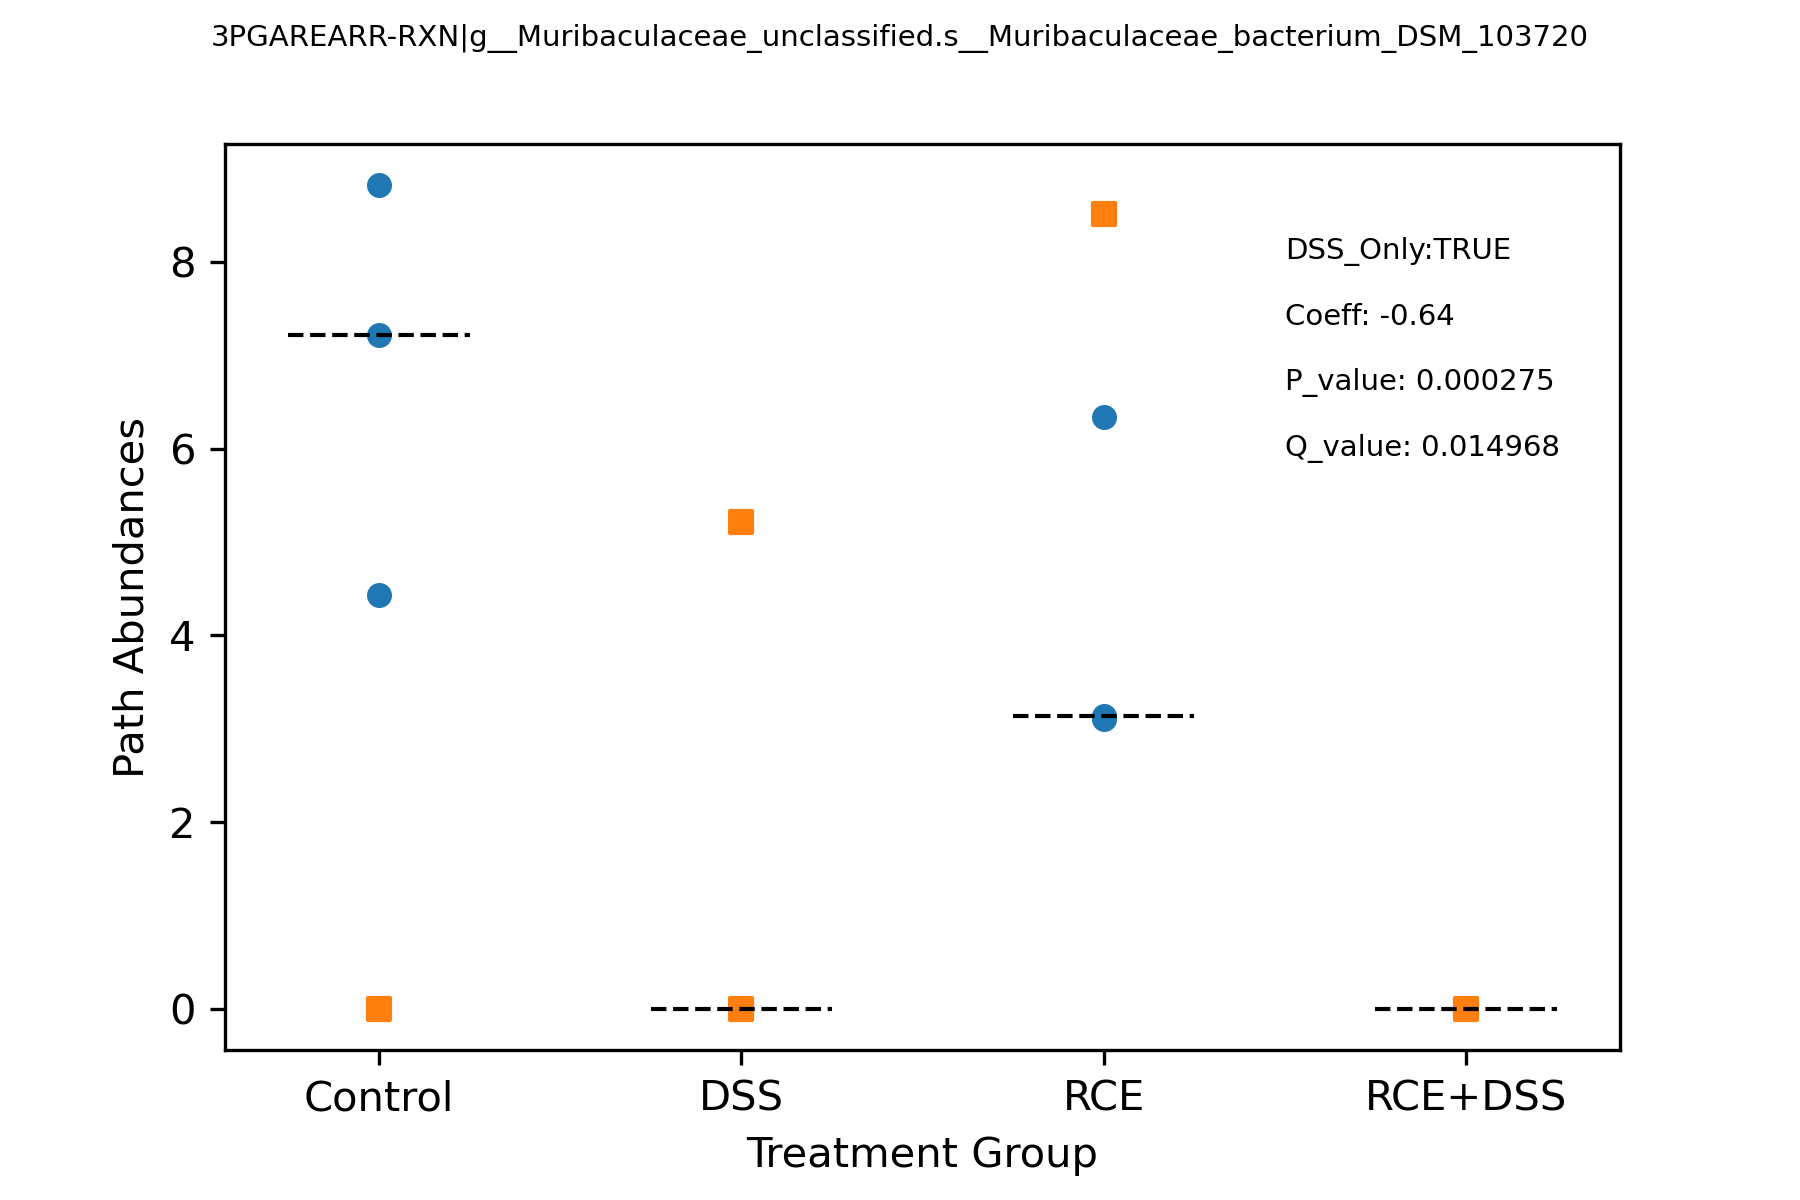 3PGAREARR-RXN|g__Muribaculaceae_unclassified.s__Muribaculaceae_bacterium_DSM_103720
8
6
4
2
0
Path Abundances
DSS_Only:TRUE
Coeff: -0.64
P_value: 0.000275
Q_value: 0.014968
Control
DSS
RCE
RCE+DSS
Treatment Group